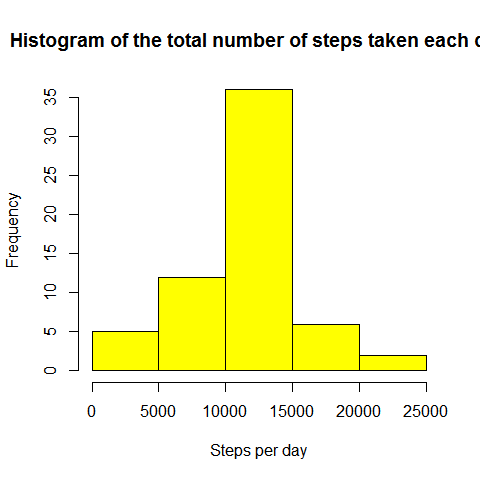 Histogram of the total number of steps taken each d
Frequency
35
30
25
20
15
10
5
0
0 5000 10000 15000 20000 25000
Steps per day